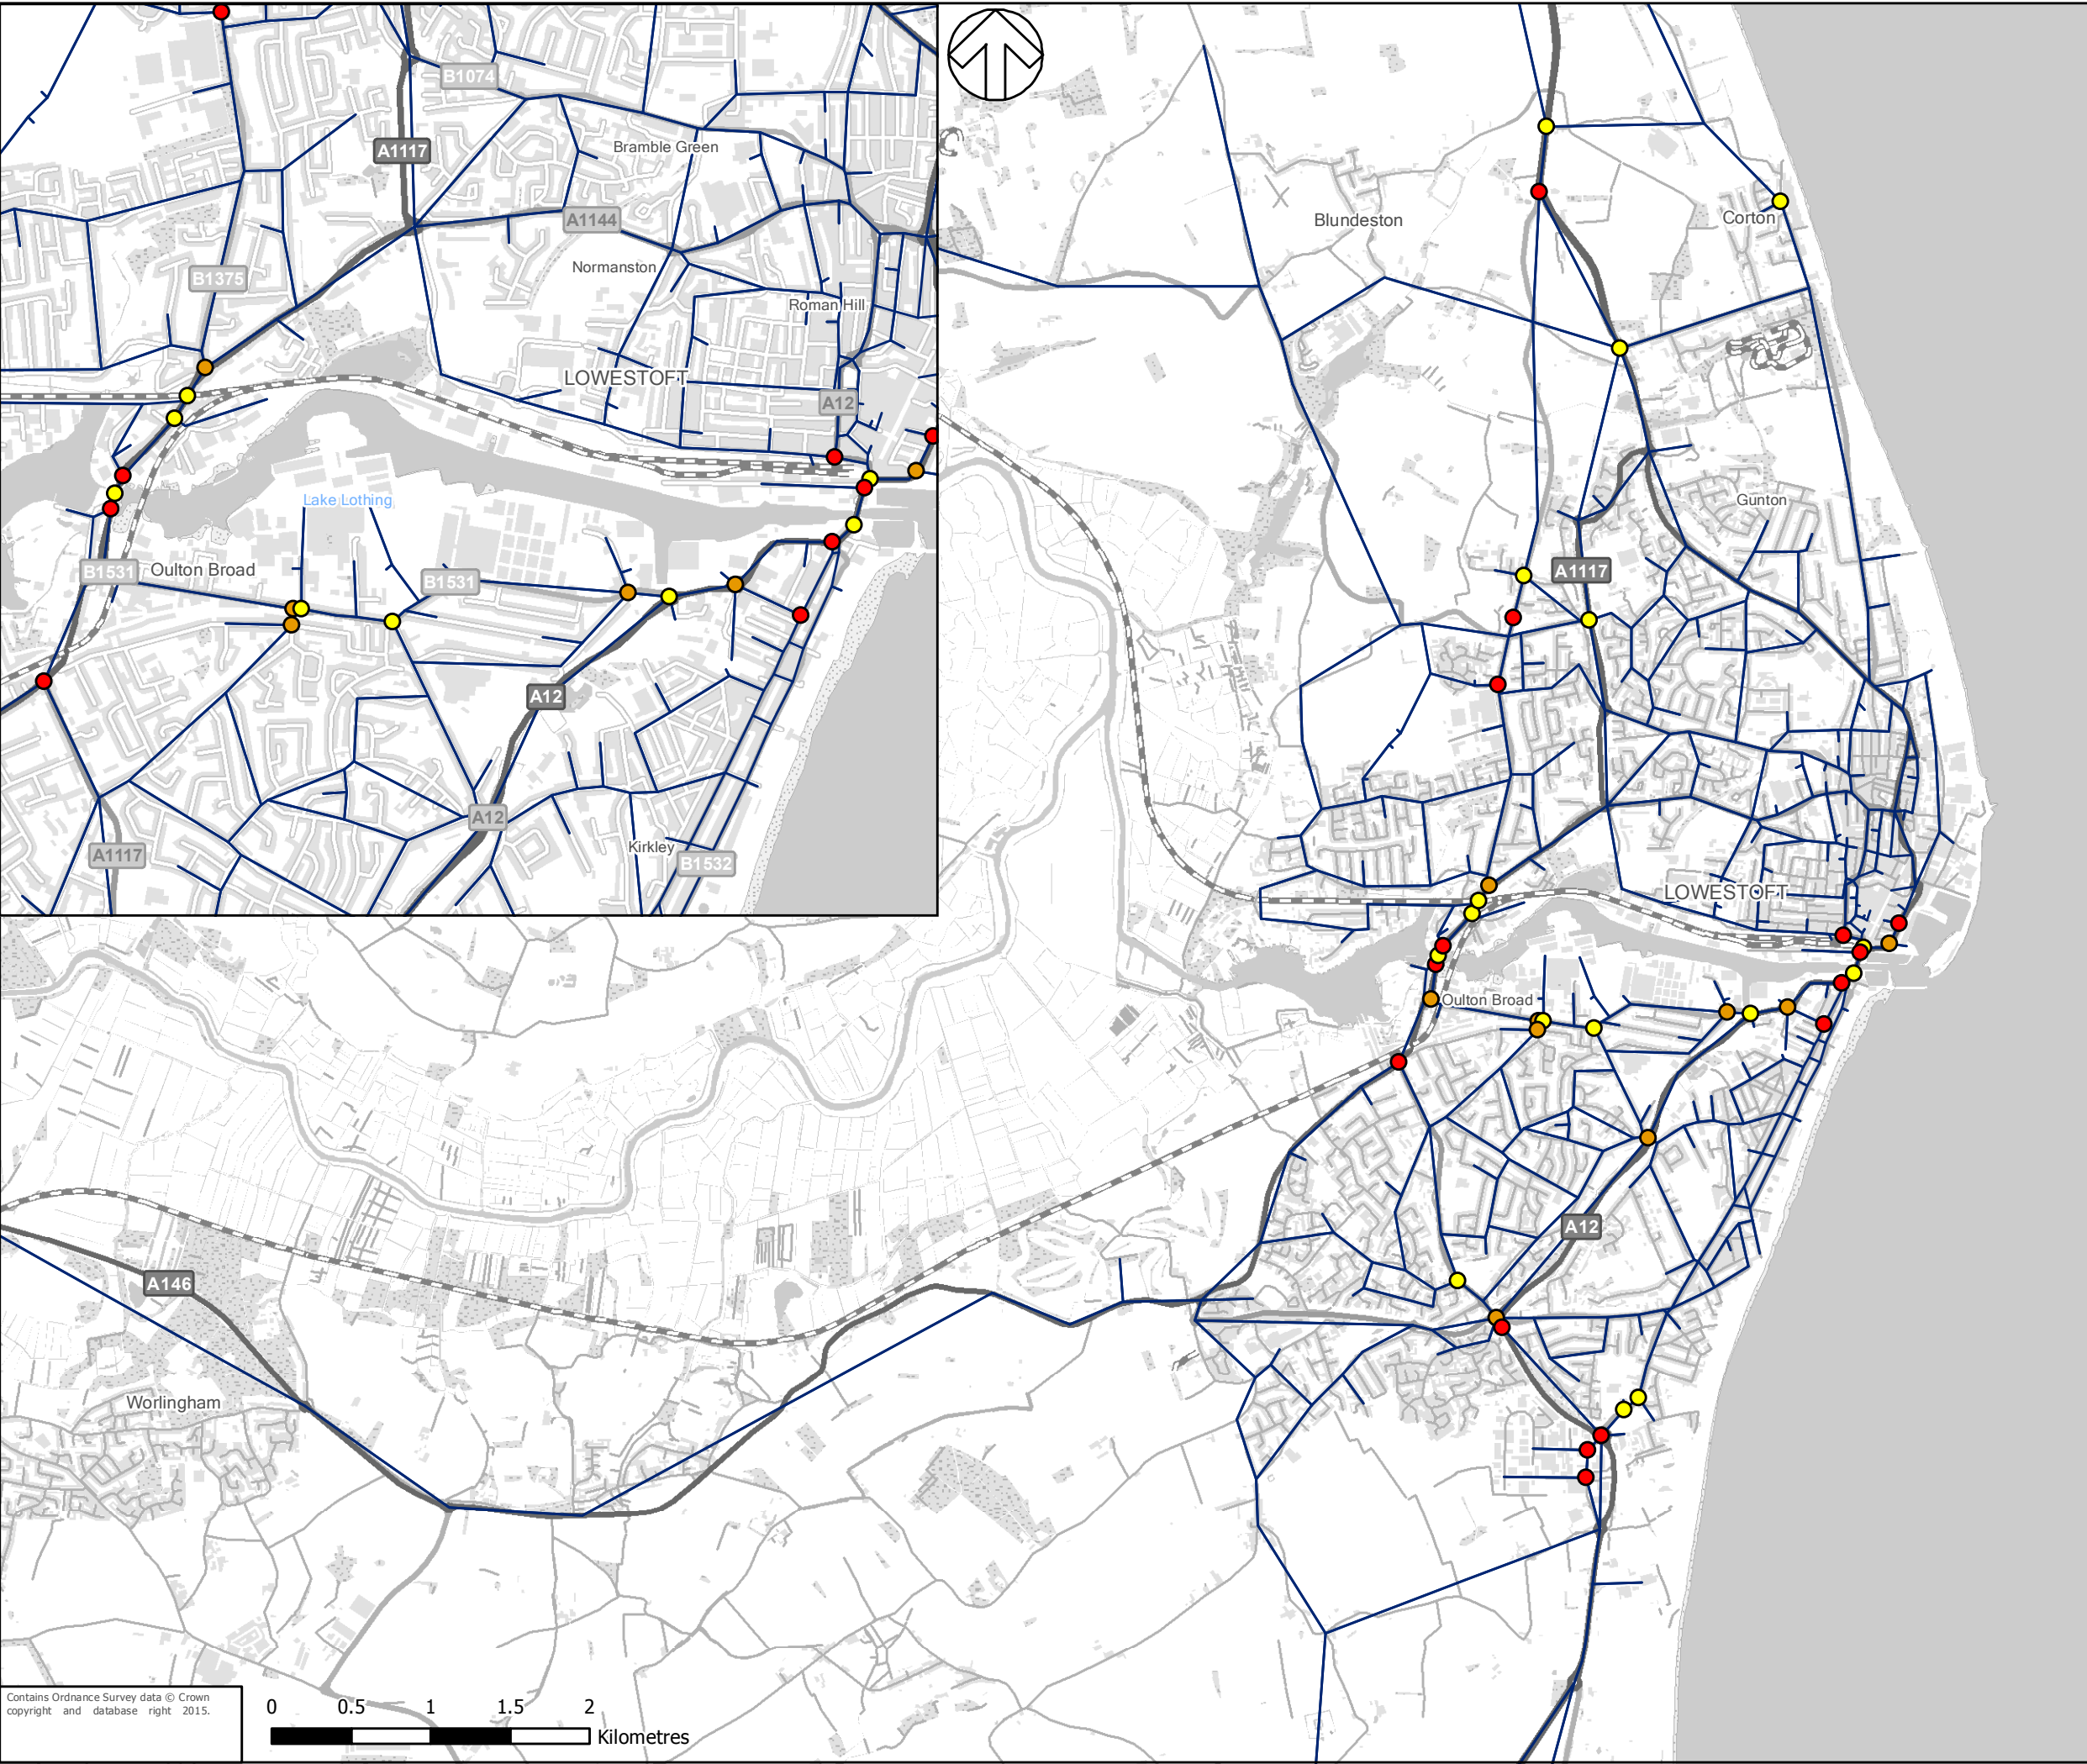 B1074
A1117
Bramble Green
A1144
Normanston
B1375
Roman Hill
LOWESTOFT
A12
Lake Lothing
B1531
Oulton Broad
B1531
A12
A12
A1117
Kirkley
B1532
Blundeston
Corton
Gunton
A1117
LOWESTOFT
Oulton Broad
A12
A146
Worlingham
Contains Ordnance Survey data © Crown
copyright and database right 2015.
0 0.5 1 1.5 2
Kilometres